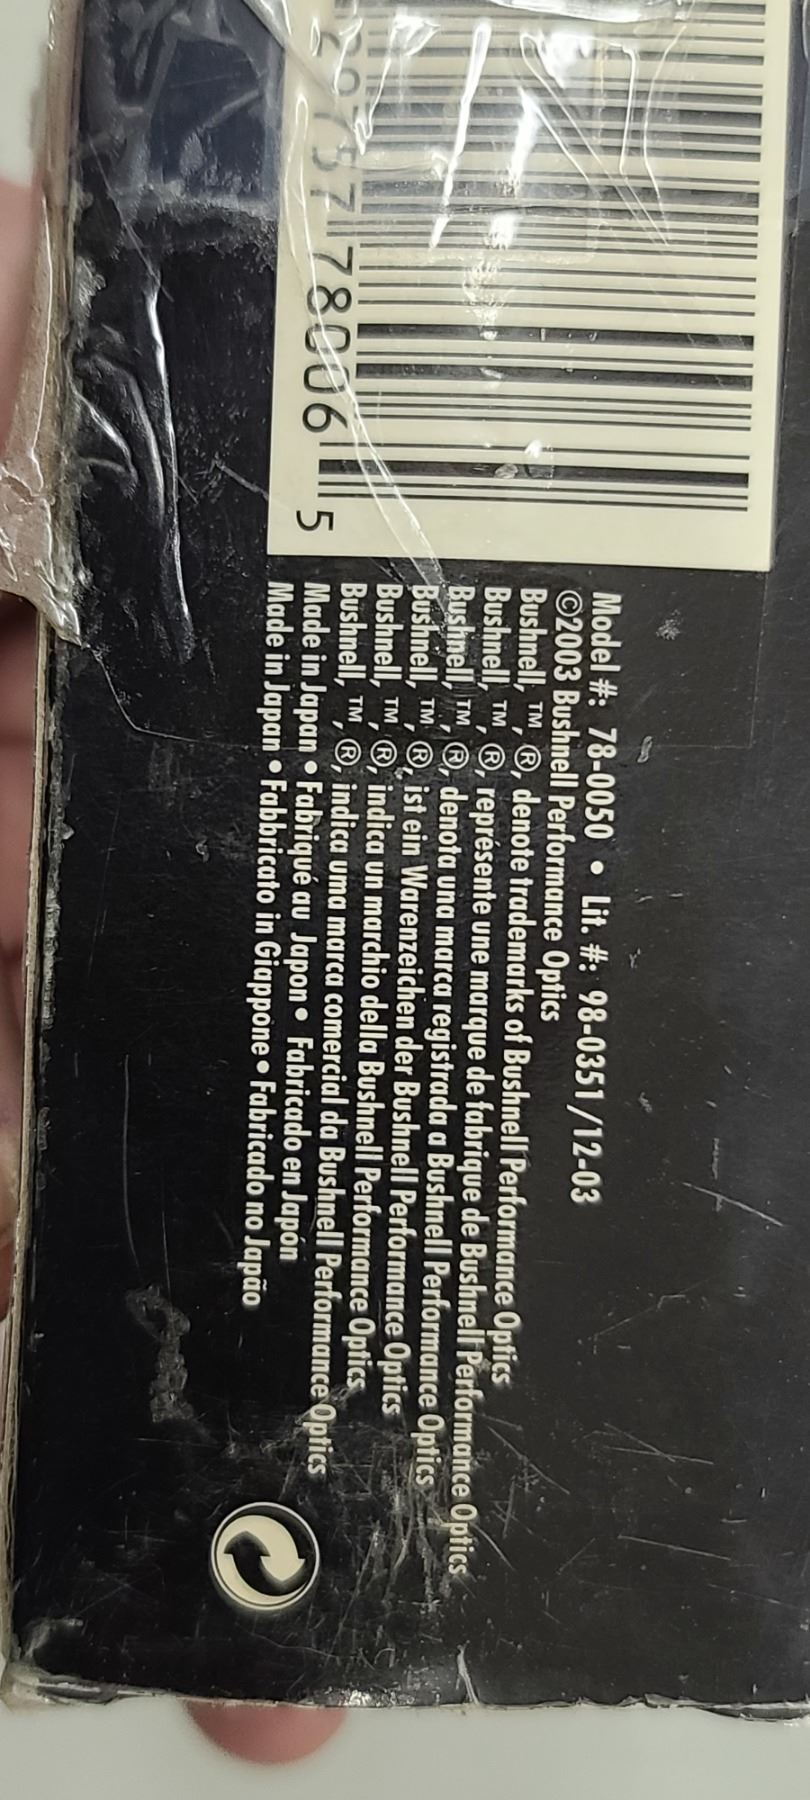 29757 78006 5
Model #: 78-0050 • Lit. #: 98-0351 /12-03
©2003 Bushnell Performance Optics
Bushnell, ™, ®, denote trademarks of Bushnell Performance Optics
Bushnell, ™, ®, représente une marque de fabrique de Bushnell Performance Optics
Bushnell, ™, ®, denota una marca registrada a Bushnell Performance Optics
Bushnell, ™, ®, ist ein Warenzeichen der Bushnell Performance Optics
Bushnell, ™, ®, indica un marchio della Bushnell Performance Optics
Bushnell, ™, ®, indica uma marca comercial da Bushnell Performance Optics
Made in Japan • Fabriqué au Japon • Fabricado en Japón
Made in Japan • Fabbricato in Giappone • Fabricado no Japão